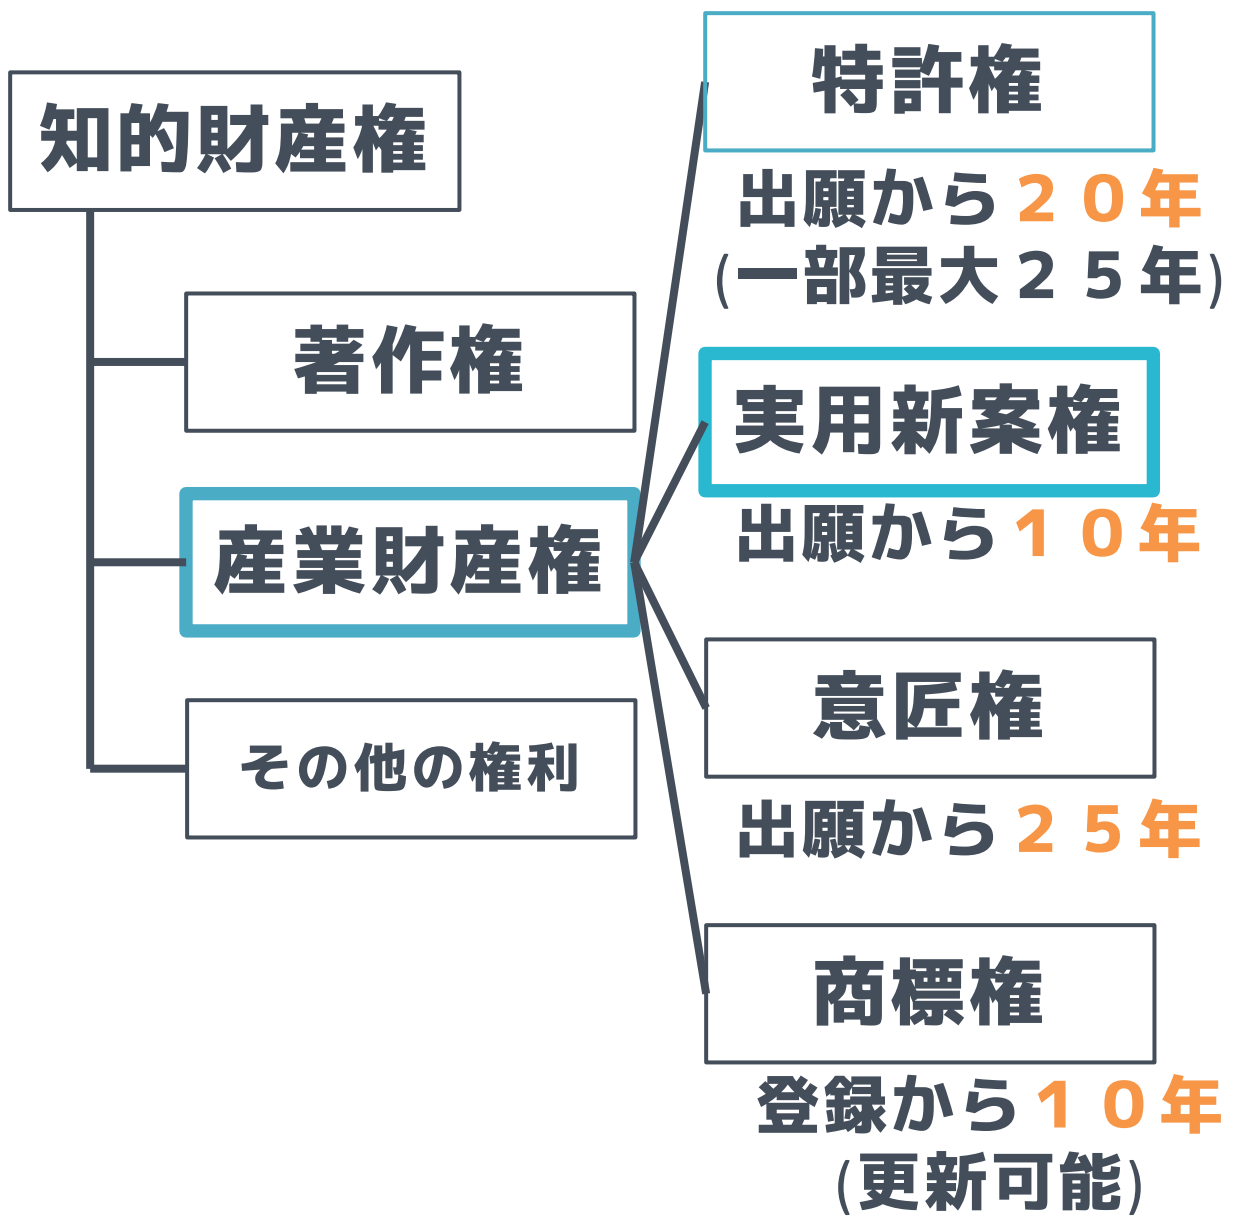 知的財産権
著作権
産業財産権
その他の権利
特許権
出願から２０年
(一部最大２５年)
実用新案権
出願から１０年
意匠権
出願から２５年
商標権
登録から１０年
(更新可能)